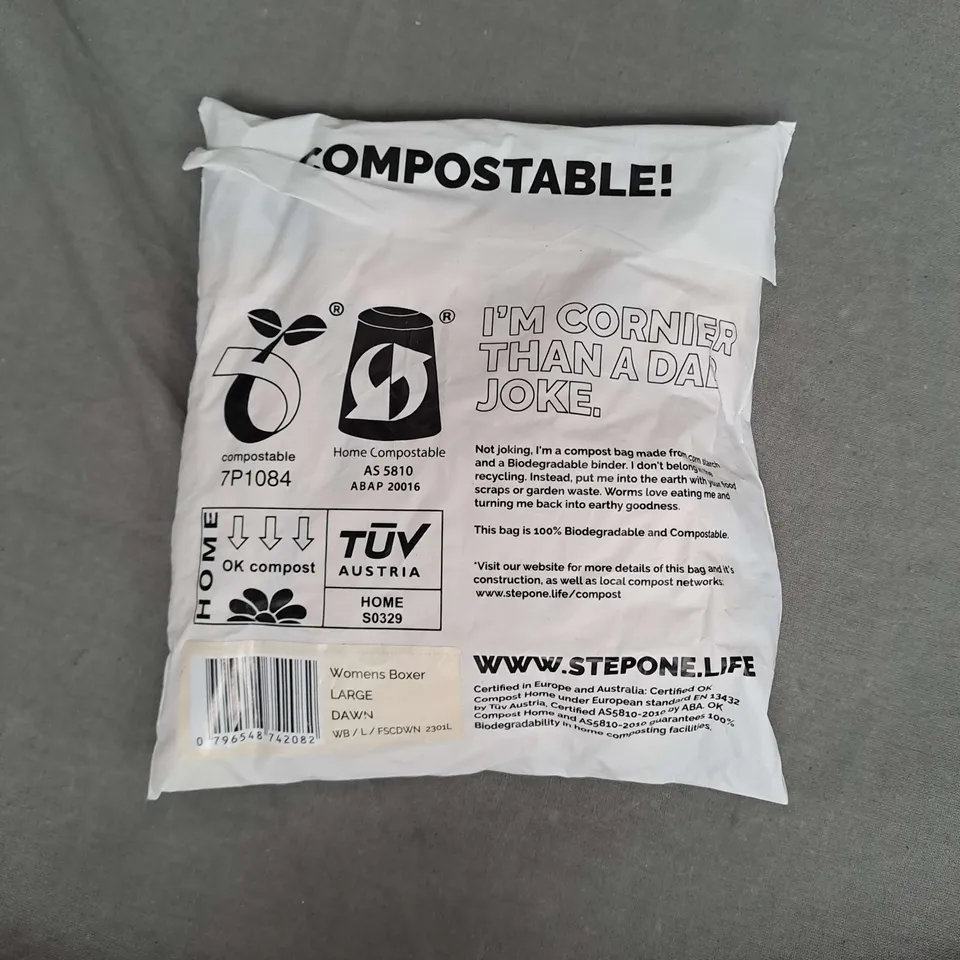 COMPOSTABLE!
®
®
compostable
7P1084
Home Compostable
AS 5810
ABAP 20016
HOME
OK compost
TÜV
AUSTRIA
HOME
S0329
I'M CORNIER
THAN A DAD
JOKE.
Not joking, I'm a compost bag made from Corn Starch
and a Biodegradable binder. I don't belong in the
recycling. Instead, put me into the earth with your food
scraps or garden waste. Worms love eating me and
turning me back into earthy goodness.
This bag is 100% Biodegradable and Compostable.
*Visit our website for more details of this bag and it's
construction, as well as local compost networks:
www.stepone.life/compost
WWW.STEPONE.LIFE
Certified in Europe and Australia: Certified OK
Compost Home under European standard EN 13432
by Tüv Austria, Certified AS5810-2010 by ABA. OK
Compost Home and AS5810-2010 guarantees 100%
Biodegradability in home composting facilities.
Womens Boxer
LARGE
DAWN
WB / L / FSCDWN 2301L
0 796548 742082